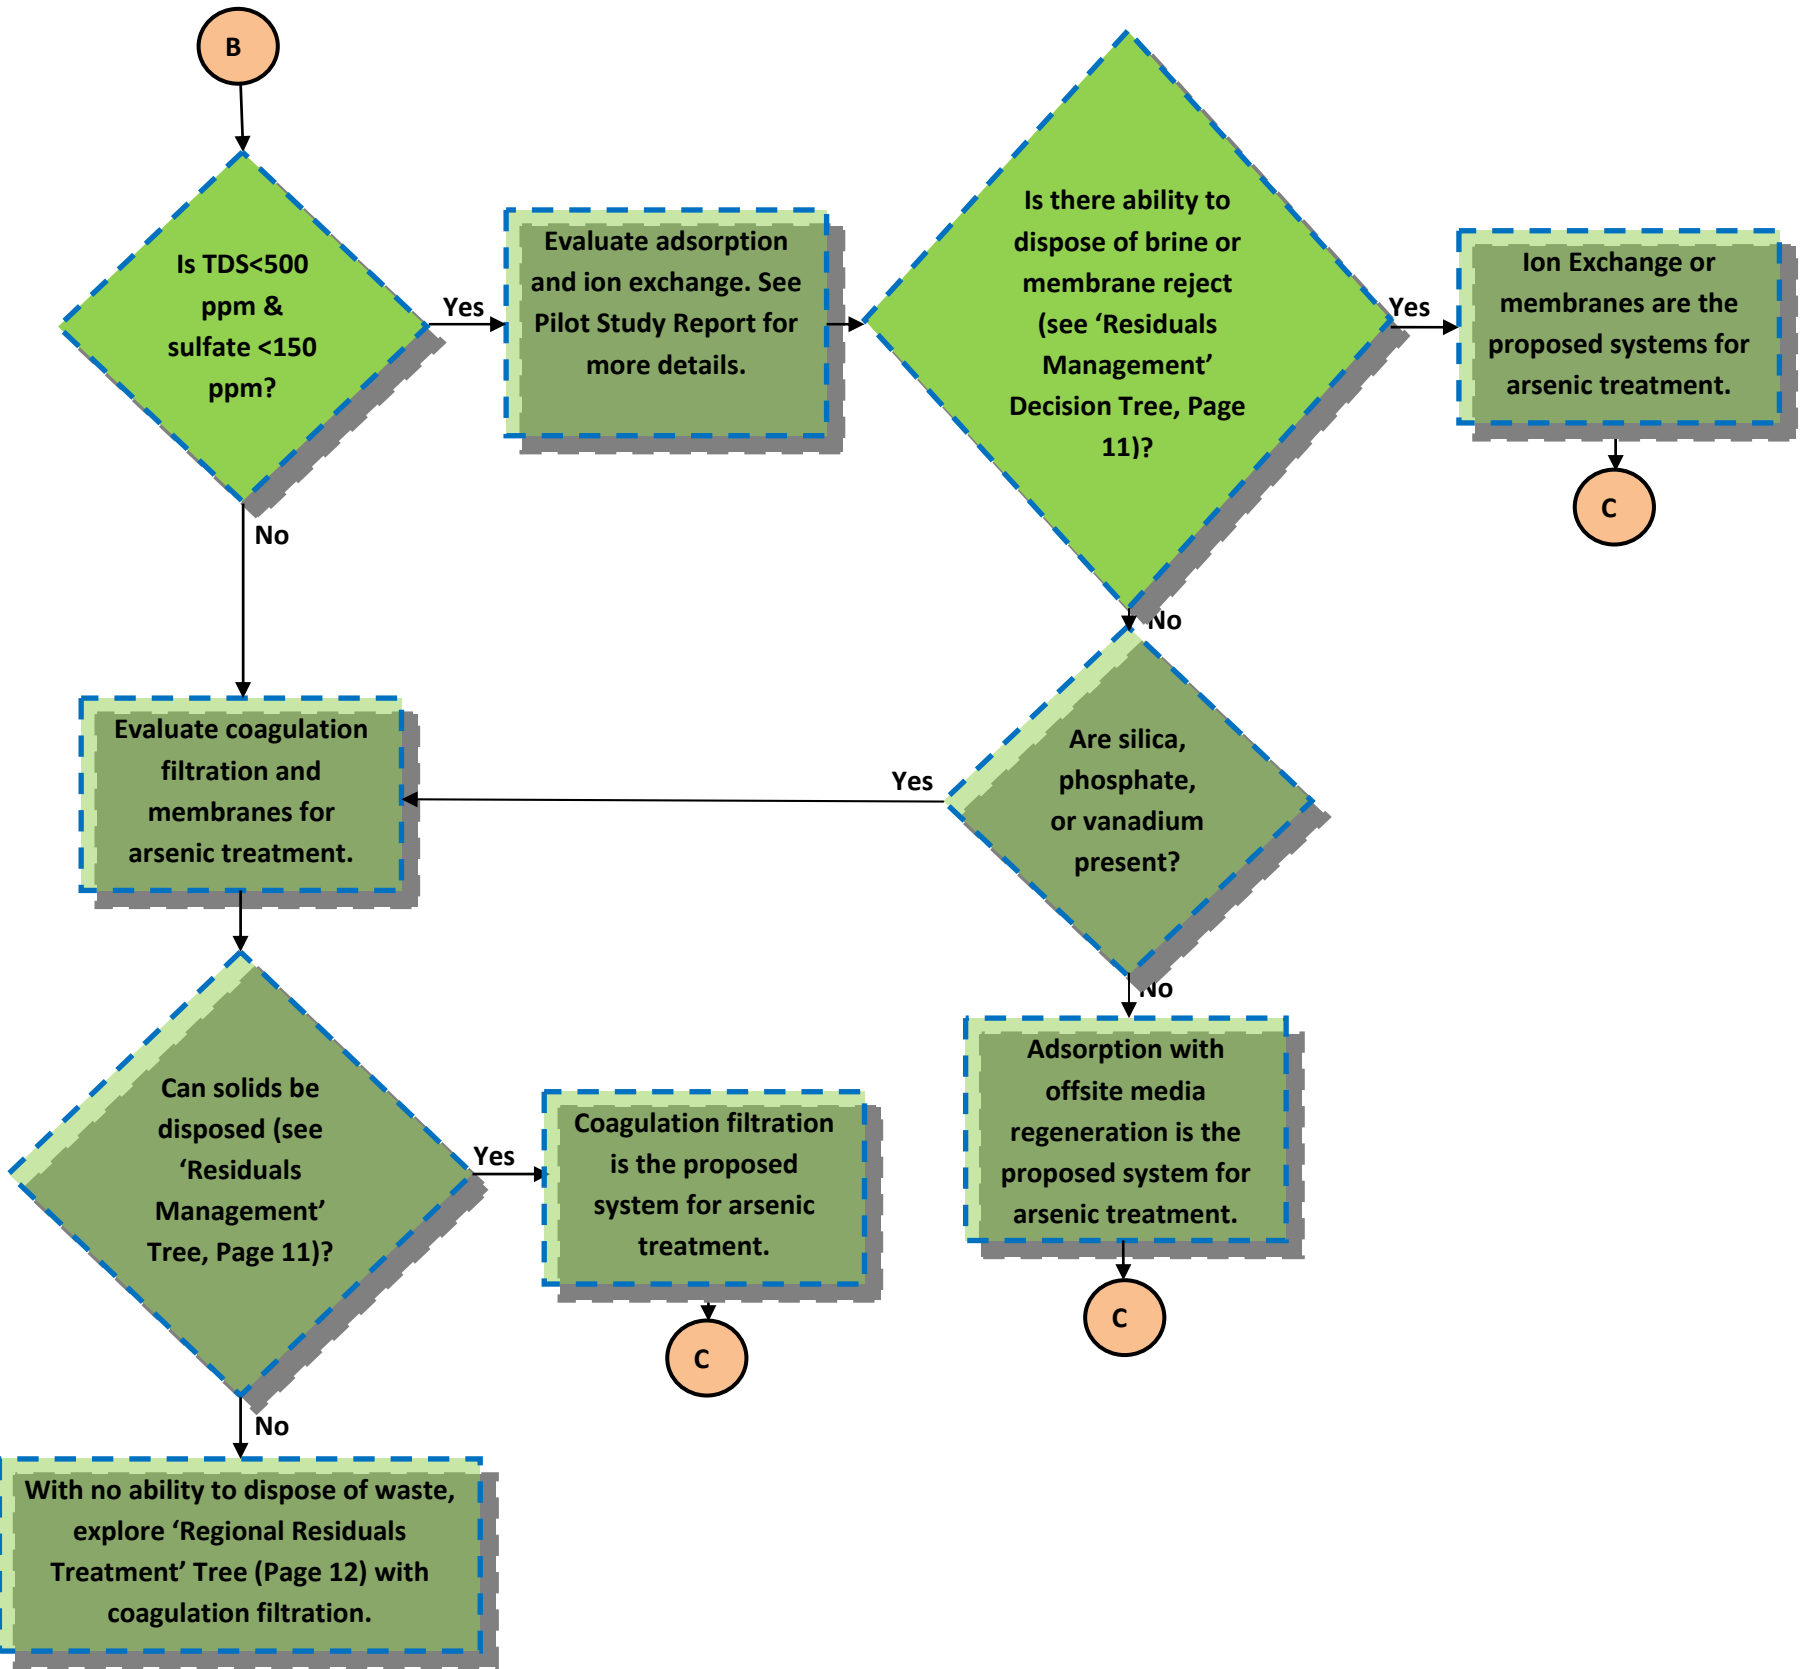 B
Is TDS<500
ppm &
sulfate <150
ppm?
Yes
Evaluate adsorption
and ion exchange. See
Pilot Study Report for
more details.
Is there ability to
dispose of brine or
membrane reject
(see ‘Residuals
Management’
Decision Tree, Page
11)?
Yes
Ion Exchange or
membranes are the
proposed systems for
arsenic treatment.
C
No
No
Evaluate coagulation
filtration and
membranes for
arsenic treatment.
Yes
Are silica,
phosphate,
or vanadium
present?
No
Adsorption with
offsite media
regeneration is the
proposed system for
arsenic treatment.
C
Can solids be
disposed (see
‘Residuals
Management’
Tree, Page 11)?
Yes
Coagulation filtration
is the proposed
system for arsenic
treatment.
C
No
With no ability to dispose of waste,
explore ‘Regional Residuals
Treatment’ Tree (Page 12) with
coagulation filtration.